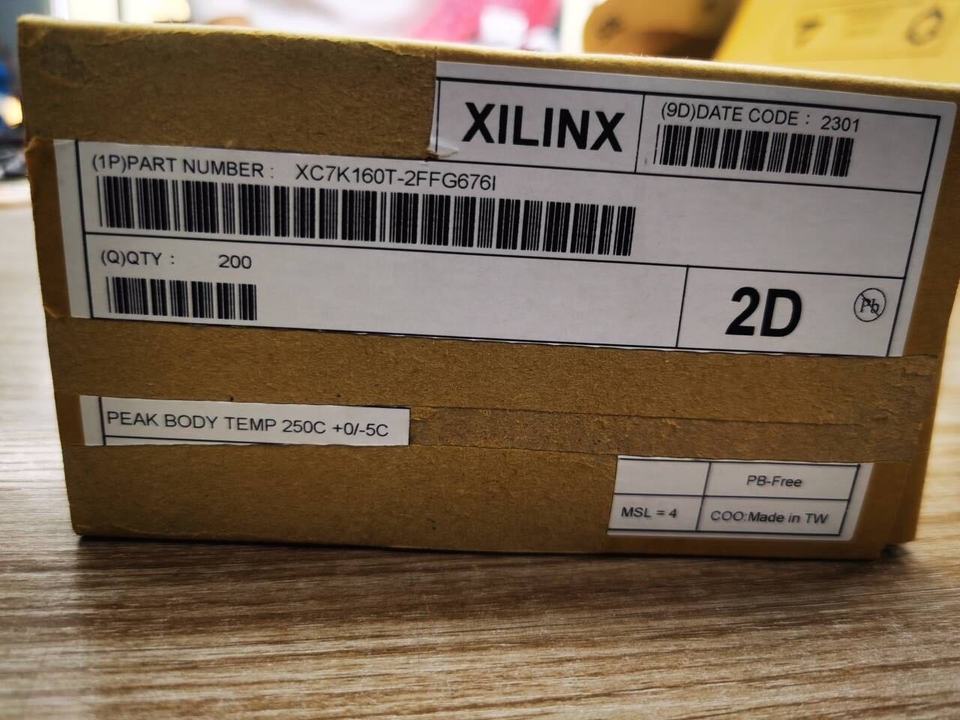 XILINX
(9D)DATE CODE : 2301
(1P)PART NUMBER : XC7K160T-2FFG676I
(Q)QTY : 200
2D
Pb
PEAK BODY TEMP 250C +0/-5C
PB-Free
MSL = 4
COO:Made in TW